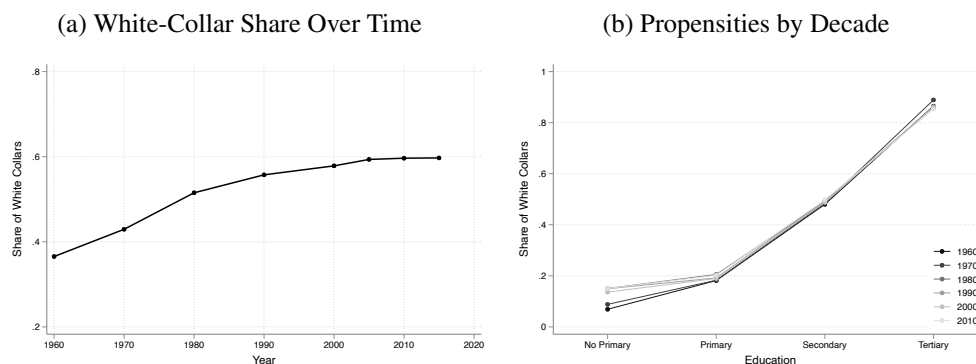 (a) White-Collar Share Over Time
.8
.6
.4
.2
Share of White Collars
1960
1970
1980
1990
2000
2010
2020
Year
(b) Propensities by Decade
1
.8
.6
.4
.2
0
Share of White Collars
No Primary
Primary
Secondary
Tertiary
Education
1960
1970
1980
1990
2000
2010